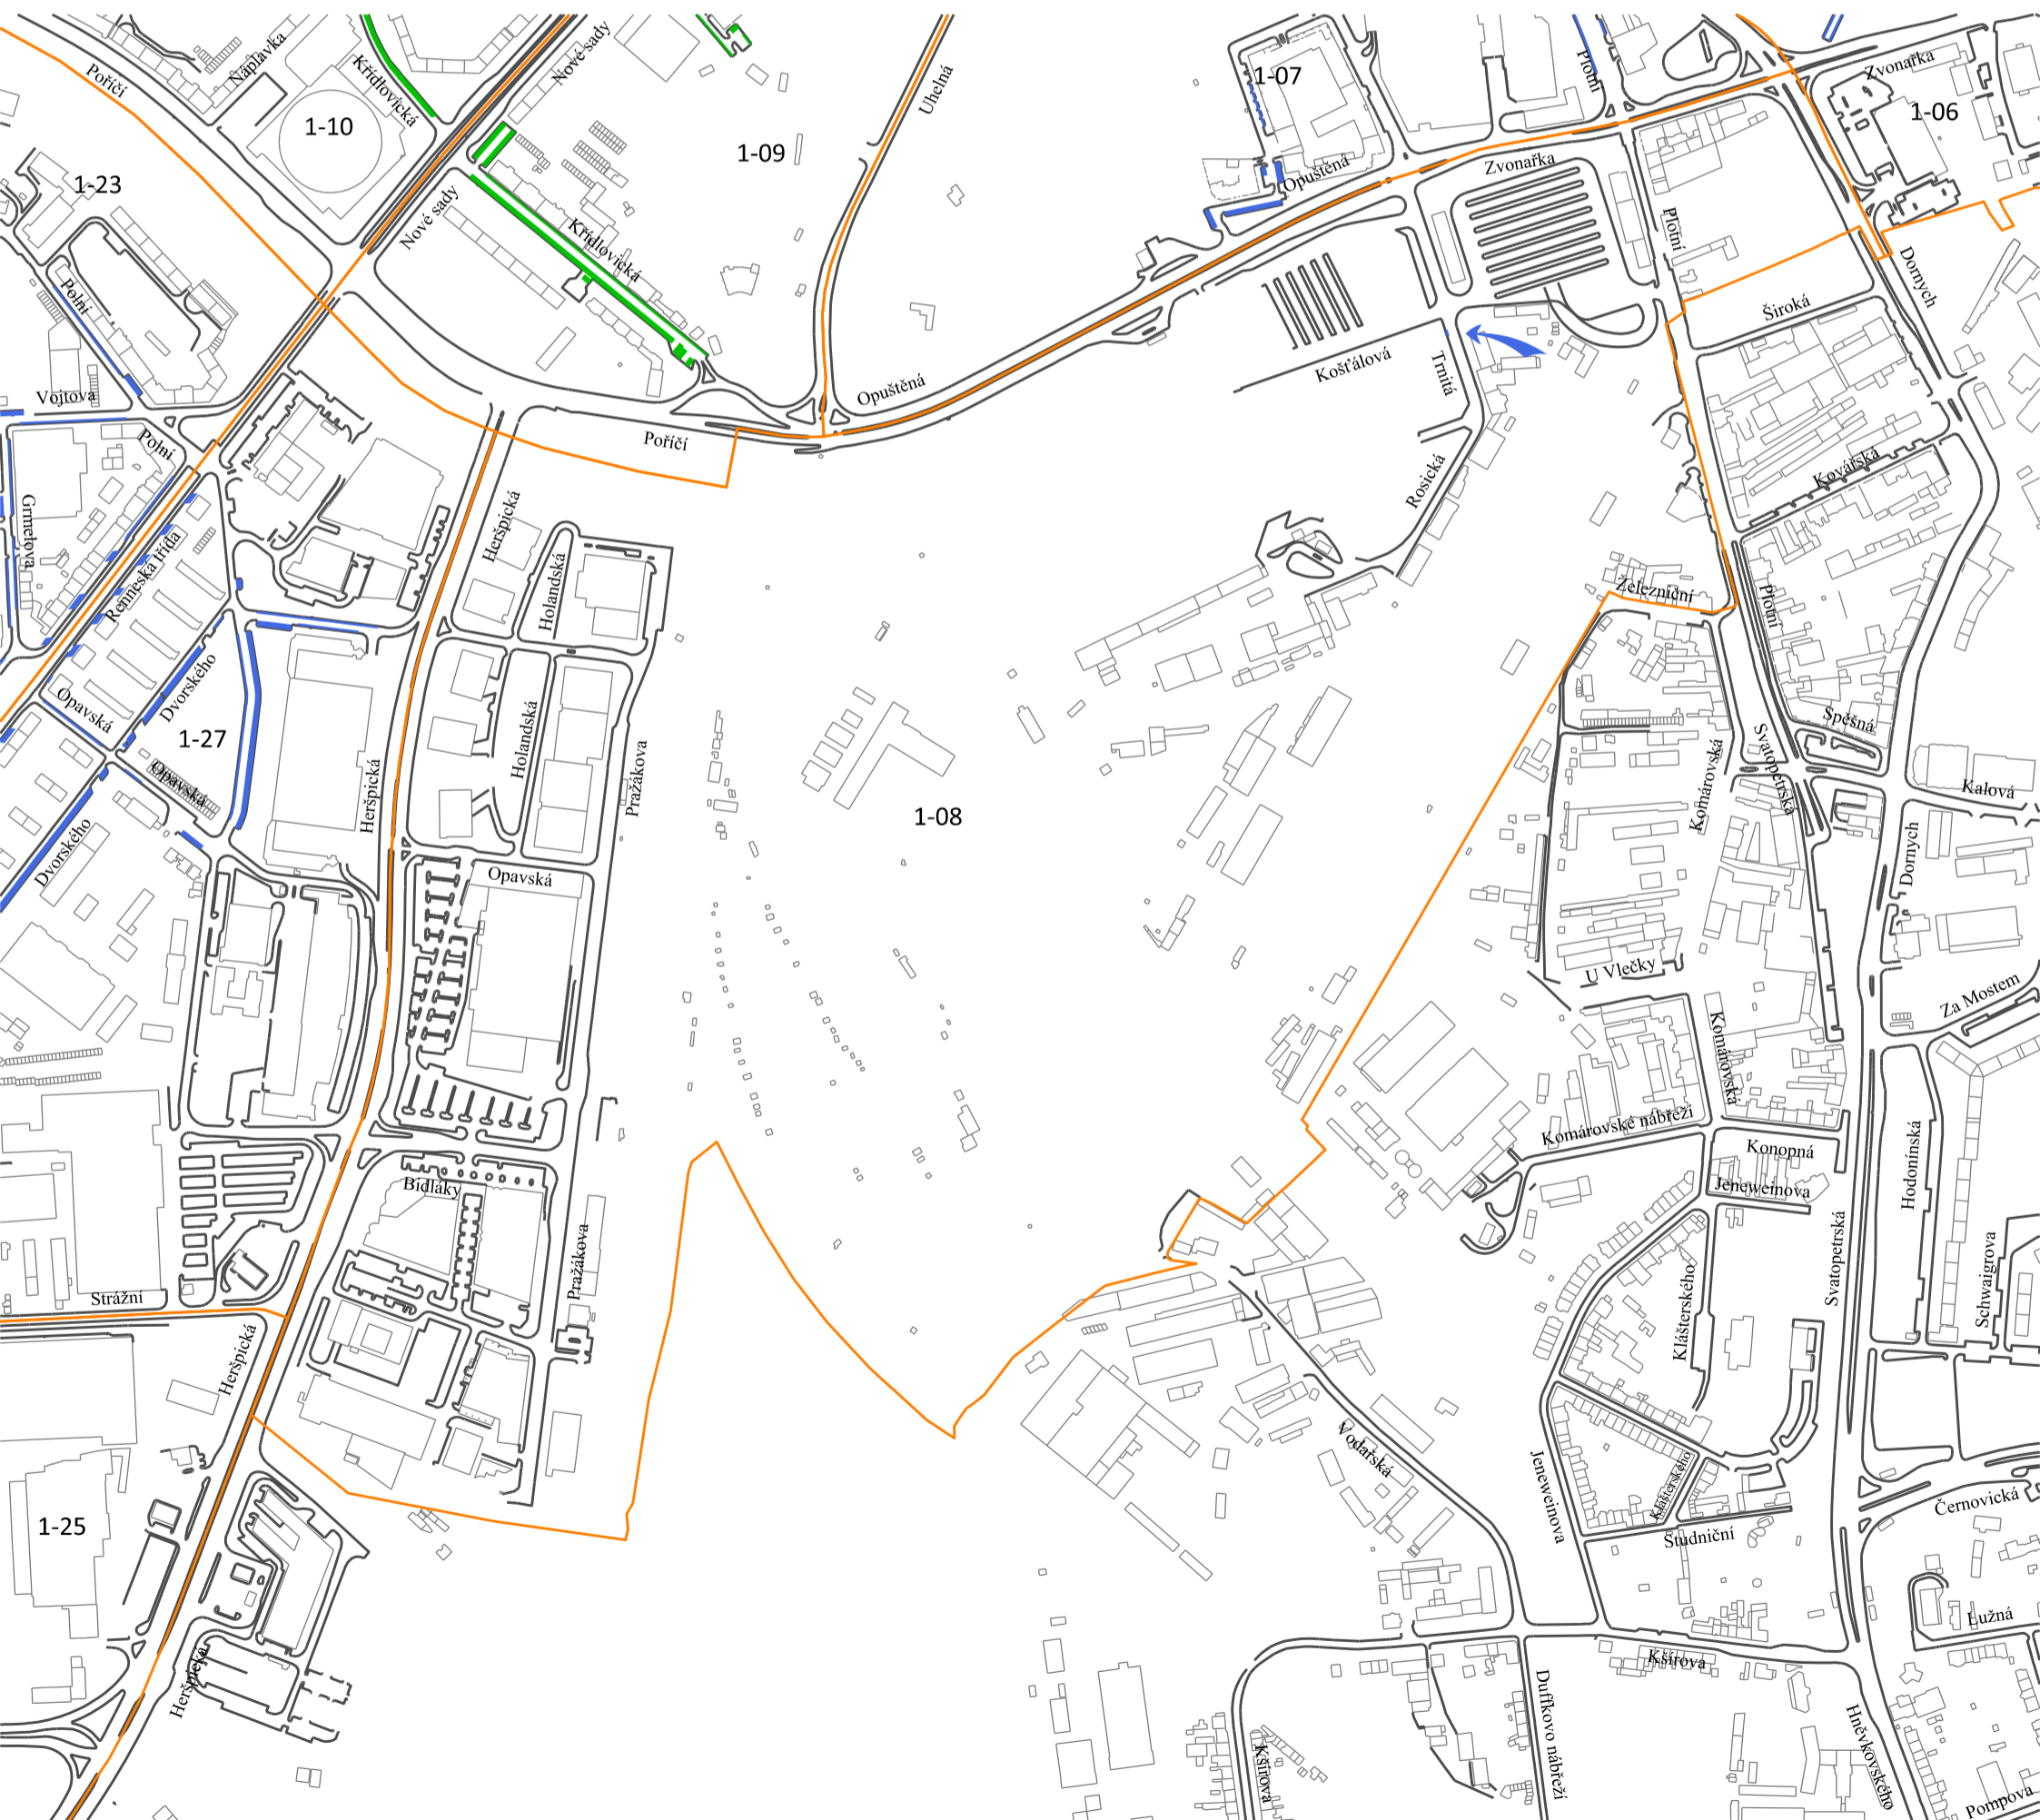 Nové sady
Náplavka
Křídlovická
Poříčí
1-10
1-23
Uhelná
1-09
1-07
Plotní
Zvonařka
1-06
Opuštěná
Zvonařka
Nové sady
Křídlovická
Plotní
Dornych
Polní
Široká
Košťálová
Trnitá
Vojtova
Opuštěná
Polní
Poříčí
Kovářská
Rosická
Grmelova
Heršpická
Renneská třída
Holandská
Železniční
Plotní
Opavská
Dvorského
1-27
Holandská
Pražákova
Heršpická
Opavská
Komárovská
Svatopetrská
Spěšná
Kalová
1-08
Dvorského
Opavská
Dornych
U Vlečky
Za Mostem
Komárovská
Komárovské nábřeží
Konopná
Jeneweinova
Hodonínská
Bidláky
Pražákova
Svatopetrská
Schwaigrova
Klášterského
Strážní
Heršpická
Vodařská
Jeneweinova
Klášterského
Černovická
1-25
Studniční
Lužná
Kšírova
Heršpická
Duffkovo nábřeží
Hněvkovského
Kšírova
Pompova